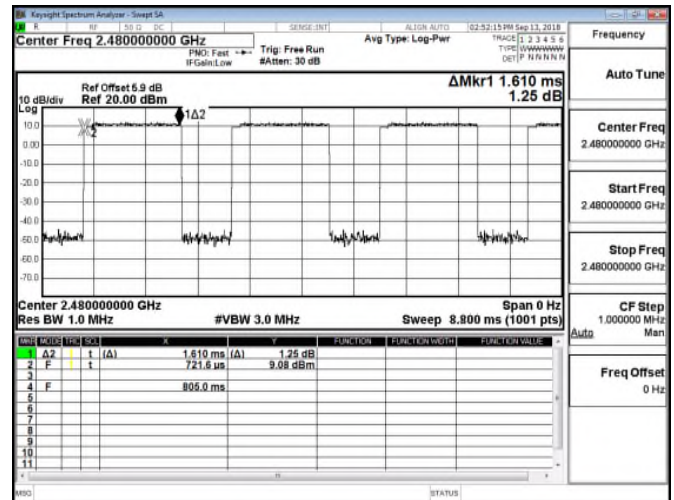 Keysight Spectrum Analyzer - Swept SA
R RF 50 Ω DC SENSE:INT ALIGN AUTO 02:52:15 PM Sep 13, 2018
Center Freq 2.480000000 GHz
PNO: Fast
IFGain:Low
Trig: Free Run
#Atten: 30 dB
Avg Type: Log-Pwr
TRACE 1 2 3 4 5 6
TYPE WWWWWW
DET P N N N N N
Frequency
Auto Tune
Center Freq
2.480000000 GHz
Start Freq
2.480000000 GHz
Stop Freq
2.480000000 GHz
CF Step
1.000000 MHz
Auto Man
Freq Offset
0 Hz
ΔMkr1 1.610 ms
1.25 dB
Ref Offset 5.9 dB
10 dB/div Ref 20.00 dBm
Log
10.0
0.00
-10.0
-20.0
-30.0
-40.0
-50.0
-60.0
-70.0
1Δ2
2
Center 2.480000000 GHz Span 0 Hz
Res BW 1.0 MHz #VBW 3.0 MHz Sweep 8.800 ms (1001 pts)
MKR MODE TRC SCL X Y FUNCTION FUNCTION WIDTH FUNCTION VALUE
1 Δ2 1 t (Δ) 1.610 ms (Δ) 1.25 dB
2 F 1 t 721.6 µs 9.08 dBm
3
4 F 805.0 ms
5
6
7
8
9
10
11
MSG STATUS